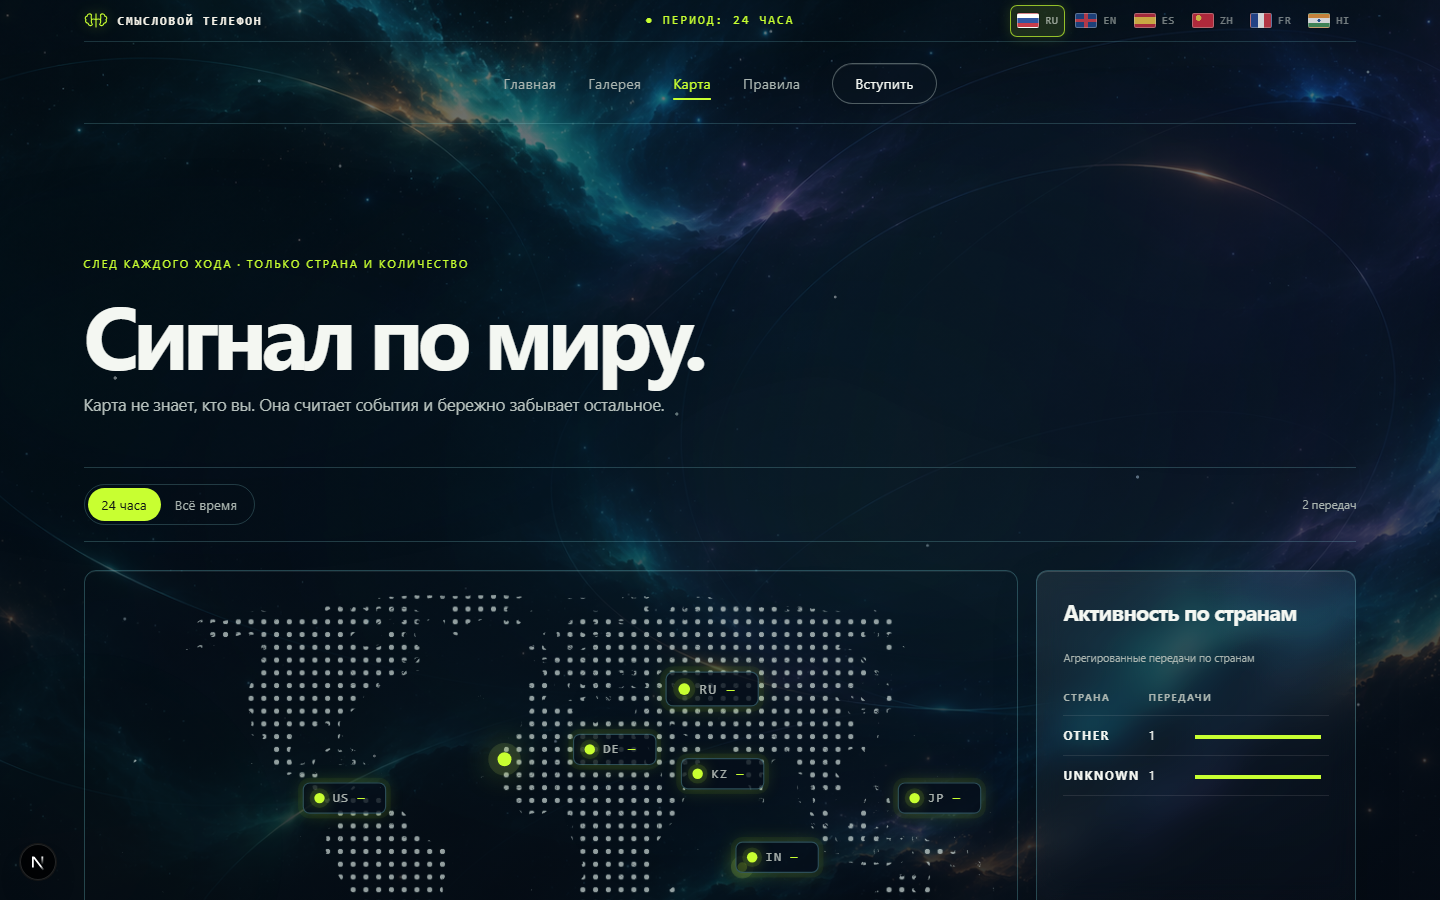 СМЫСЛОВОЙ ТЕЛЕФОН
ПЕРИОД: 24 ЧАСА
RU EN ES ZH FR HI
Главная Галерея Карта Правила Вступить
СЛЕД КАЖДОГО ХОДА · ТОЛЬКО СТРАНА И КОЛИЧЕСТВО
Сигнал по миру.
Карта не знает, кто вы. Она считает события и бережно забывает остальное.
24 часа Всё время
2 передач
RU —
DE —
KZ —
US —
JP —
IN —
Активность по странам
Агрегированные передачи по странам
СТРАНА ПЕРЕДАЧИ
OTHER 1
UNKNOWN 1
N